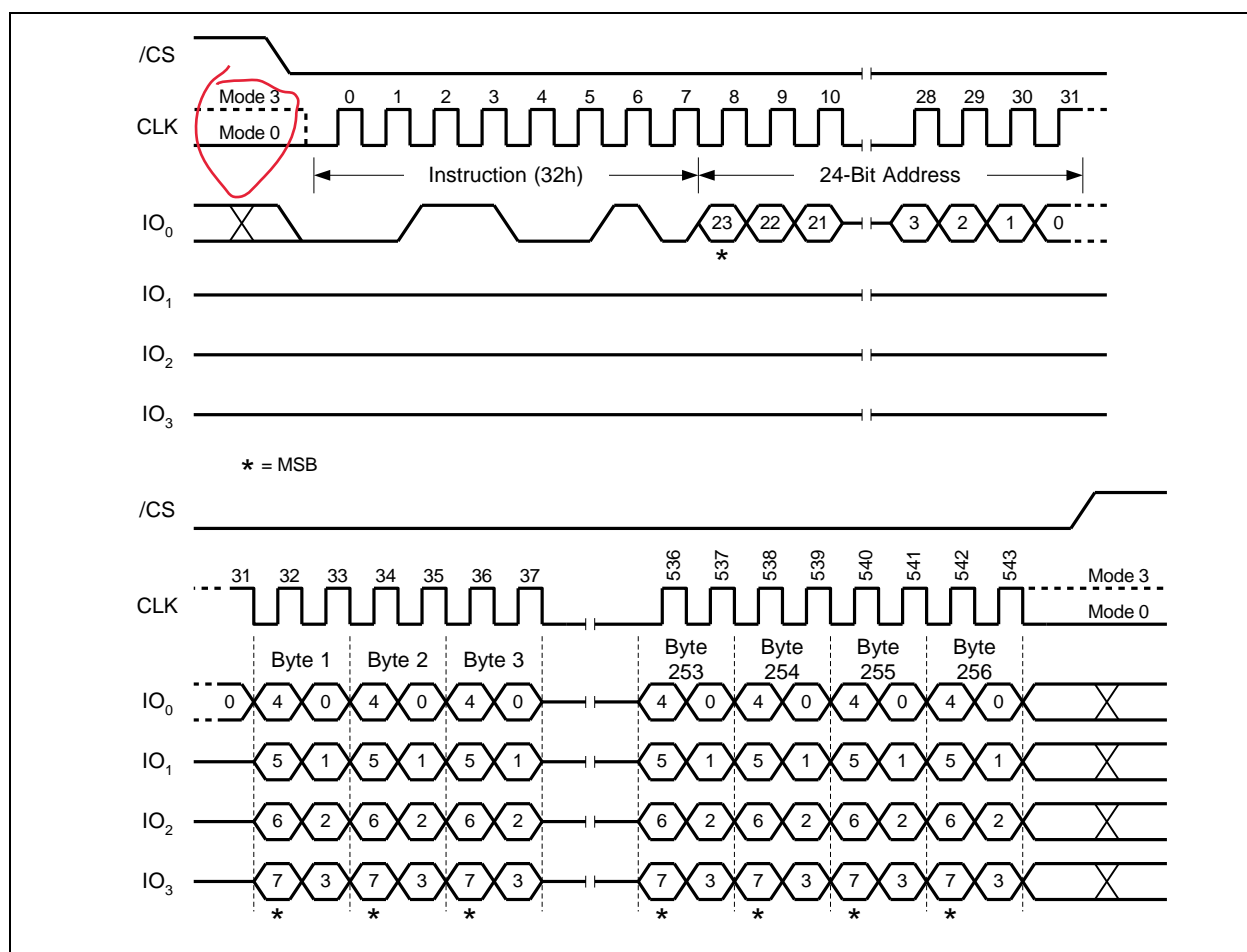 /CS
Mode 3 0 1 2 3 4 5 6 7 8 9 10 28 29 30 31
CLK Mode 0
Instruction (32h) 24-Bit Address
IO0 23 22 21 3 2 1 0
*
IO1
IO2
IO3
* = MSB
/CS
31 32 33 34 35 36 37 536 537 538 539 540 541 542 543 Mode 3
CLK Mode 0
Byte 1 Byte 2 Byte 3 Byte 253 Byte 254 Byte 255 Byte 256
IO0 0 4 0 4 0 4 0 4 0 4 0 4 0 4 0
IO1 5 1 5 1 5 1 5 1 5 1 5 1 5 1
IO2 6 2 6 2 6 2 6 2 6 2 6 2 6 2
IO3 7 3 7 3 7 3 7 3 7 3 7 3 7 3
* * * * * * *